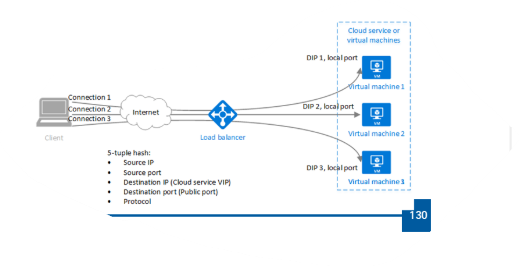 Cloud service or
virtual machines
DIP 1, local port
VM
Virtual machine 1
Connection 1
Connection 2
Connection 3
Internet
DIP 2, local port
VM
Client
Load balancer
Virtual machine 2
5-tuple hash:
• Source IP
• Source port
• Destination IP (Cloud service VIP)
• Destination port (Public port)
• Protocol
DIP 3, local port
VM
Virtual machine
130